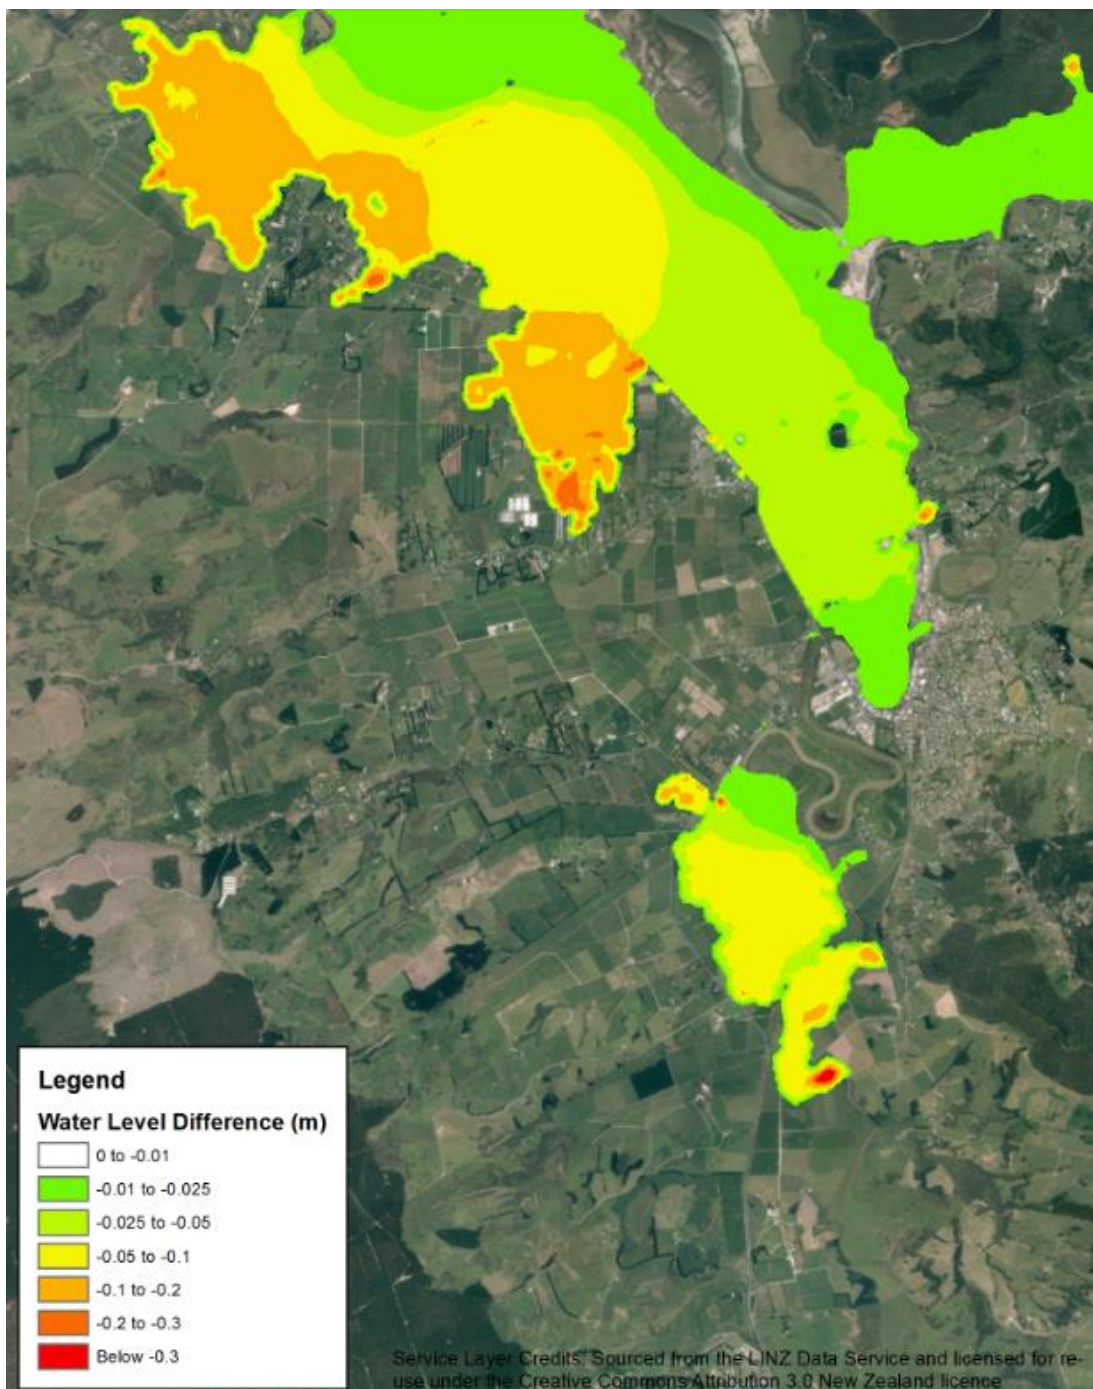 Legend
Water Level Difference (m)
0 to -0.01
-0.01 to -0.025
-0.025 to -0.05
-0.05 to -0.1
-0.1 to -0.2
-0.2 to -0.3
Below -0.3
Service Layer Credits: Sourced from the LINZ Data Service and licensed for re-
use under the Creative Commons Attribution 3.0 New Zealand licence